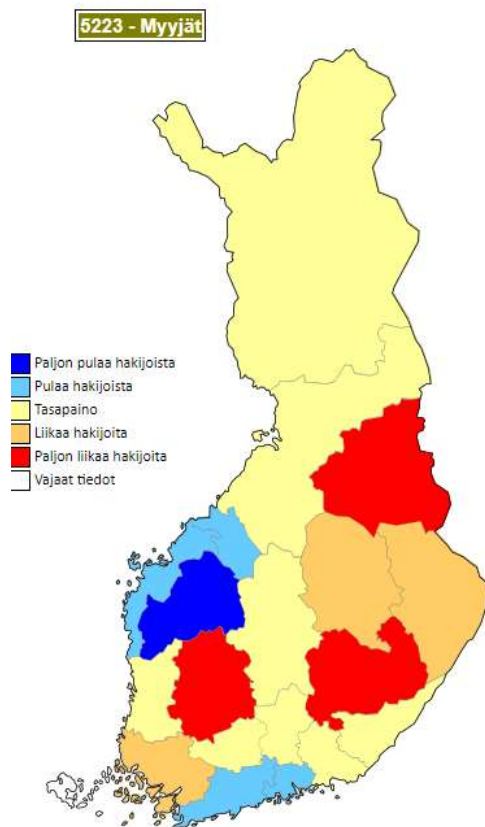 5223 - Myyjät
Paljon pulaa hakijoista
Pulaa hakijoista
Tasapaino
Liikaa hakijoita
Paljon liikaa hakijoita
Vajaat tiedot